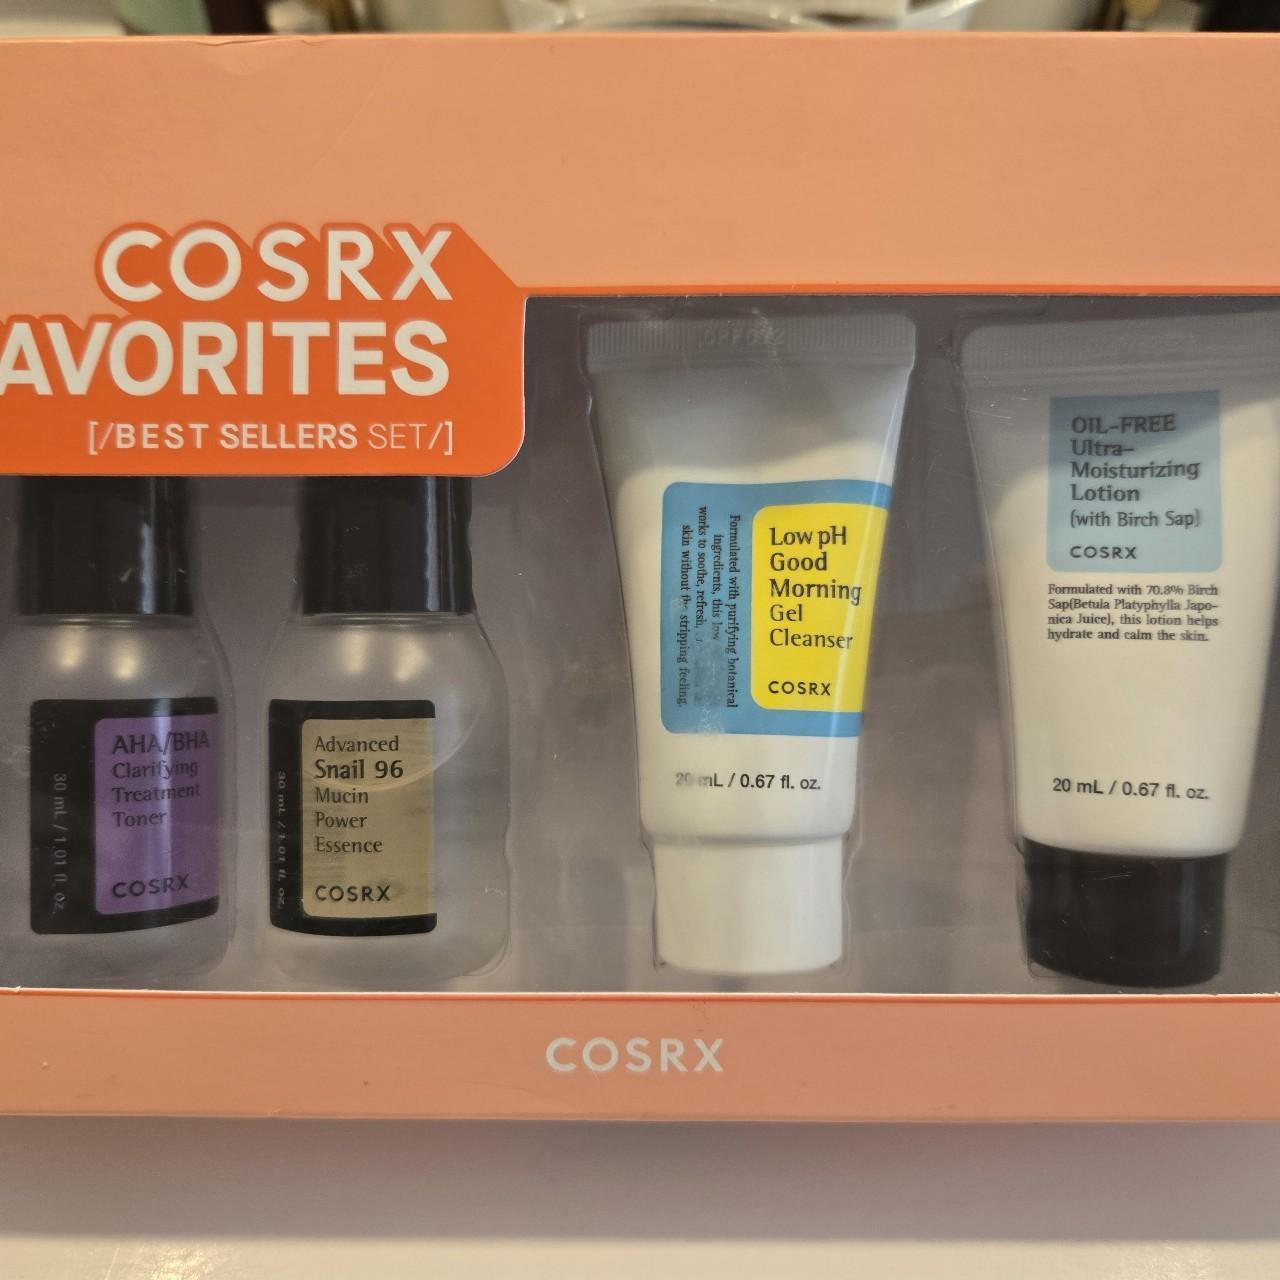 COSRX
AVORITES
[/BEST SELLERS SET/]
AHA/BHA
Clarifying
Treatment
Toner
COSRX
30 mL / 1.01 fl. oz.
Advanced
Snail 96
Mucin
Power
Essence
COSRX
30 mL / 1.01 fl. oz.
Low pH
Good
Morning
Gel
Cleanser
COSRX
Formulated with purifying botanical
ingredients, this low
works to soothe, refresh,
skin without the stripping feeling.
20 mL / 0.67 fl. oz.
OIL-FREE
Ultra-
Moisturizing
Lotion
(with Birch Sap)
COSRX
Formulated with 70.8% Birch
Sap(Betula Platyphylla Japo-
nica Juice), this lotion helps
hydrate and calm the skin.
20 mL / 0.67 fl. oz.
COSRX